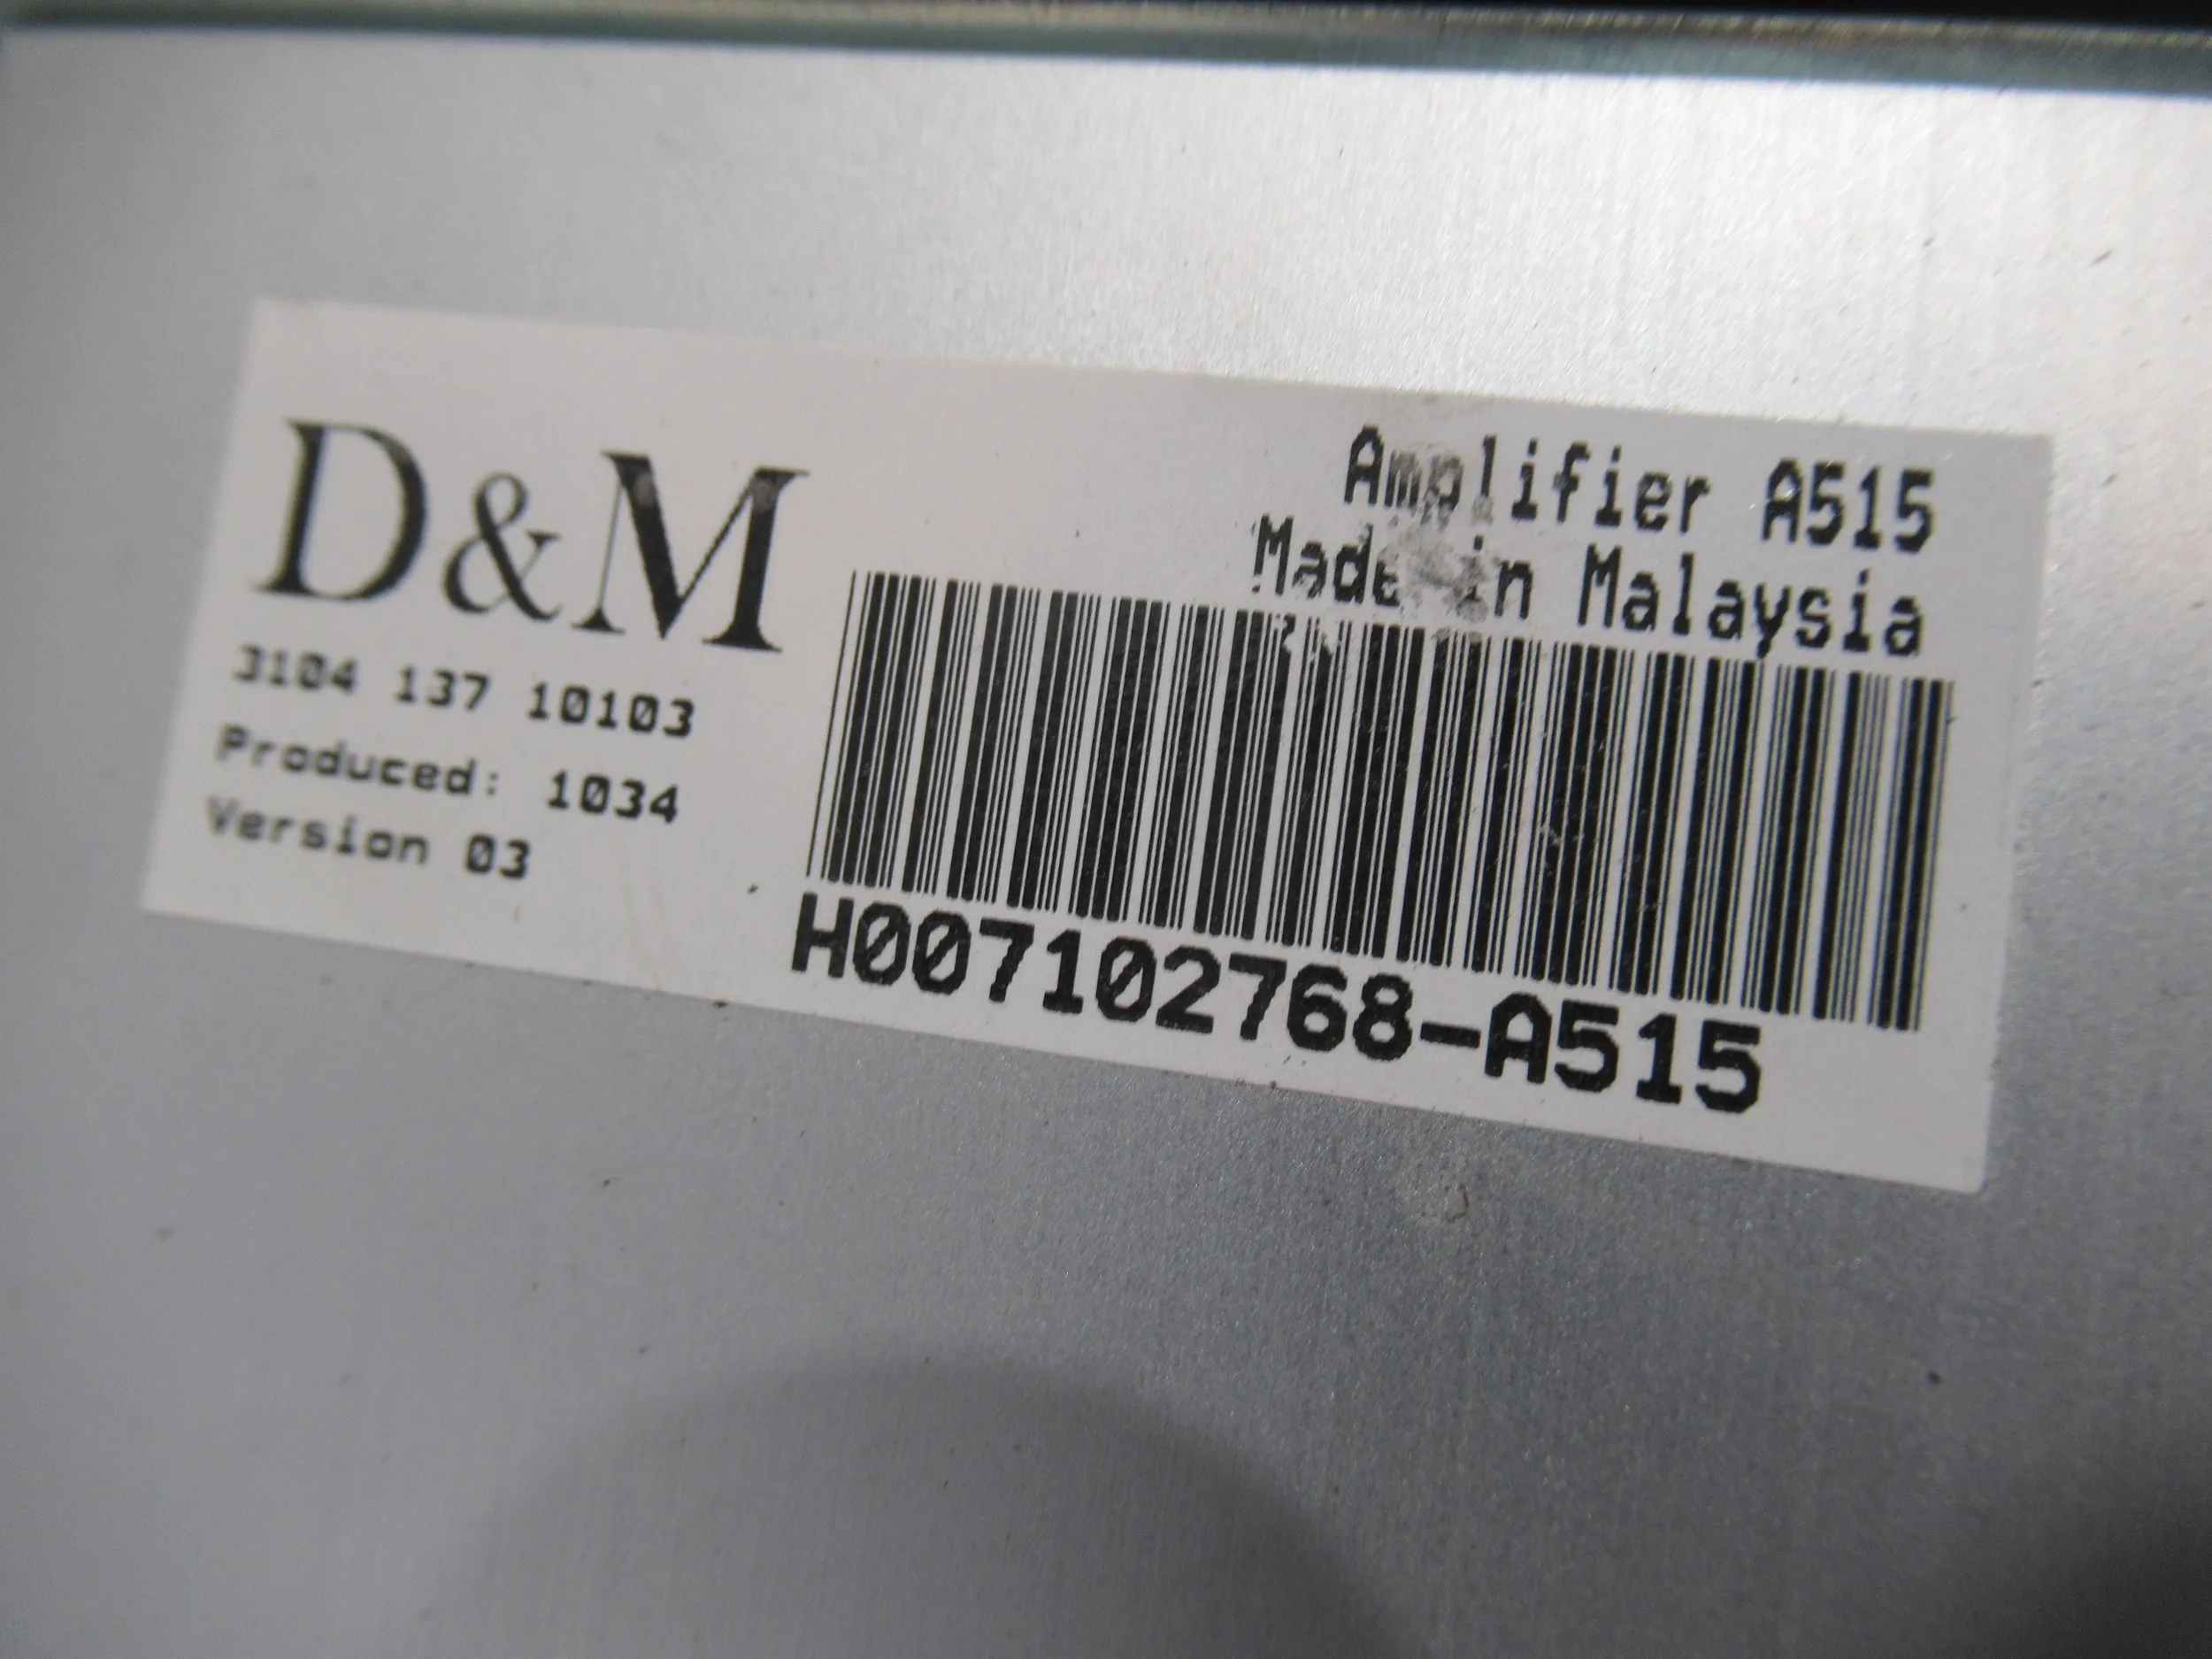 D&M
3104 137 10103
Produced: 1034
Version 03
Amplifier A515
Made in Malaysia
H007102768-A515